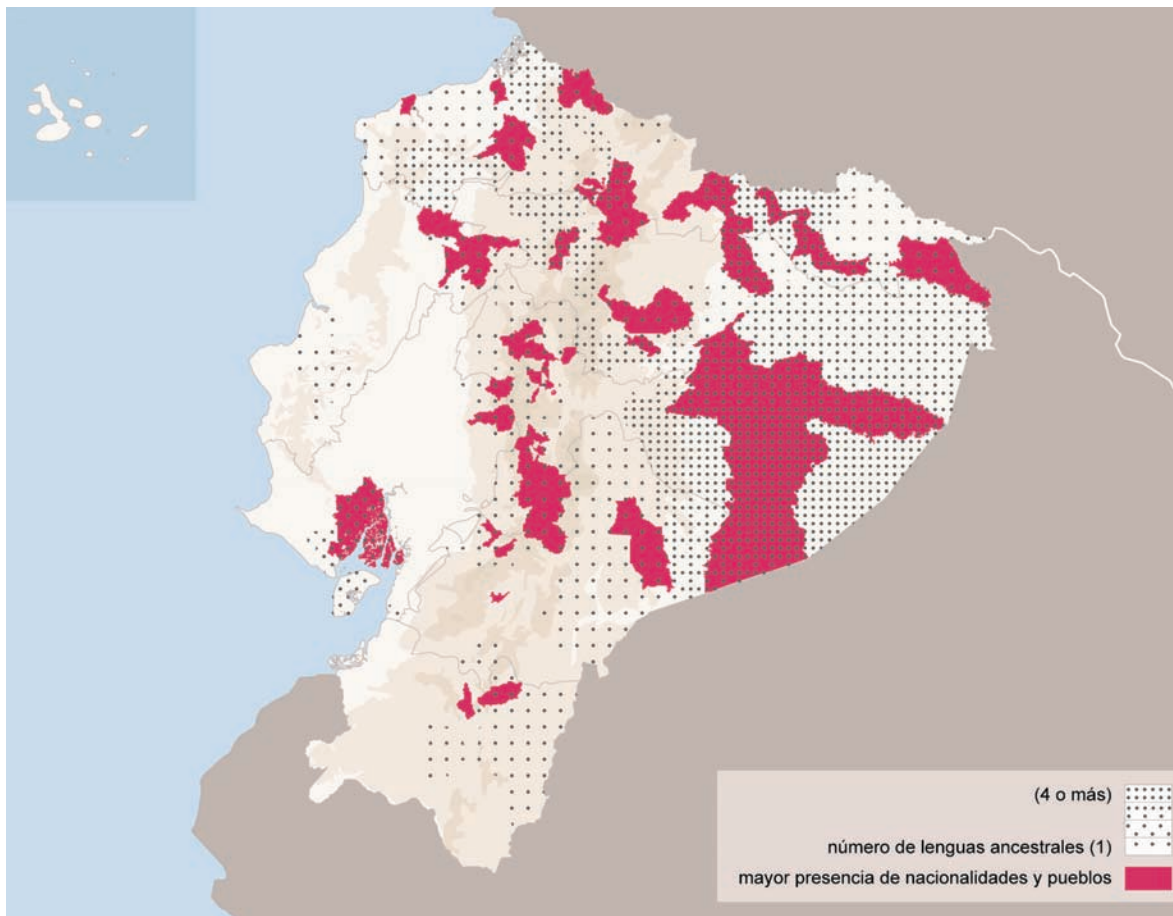 (4 o más)
número de lenguas ancestrales (1)
mayor presencia de nacionalidades y pueblos